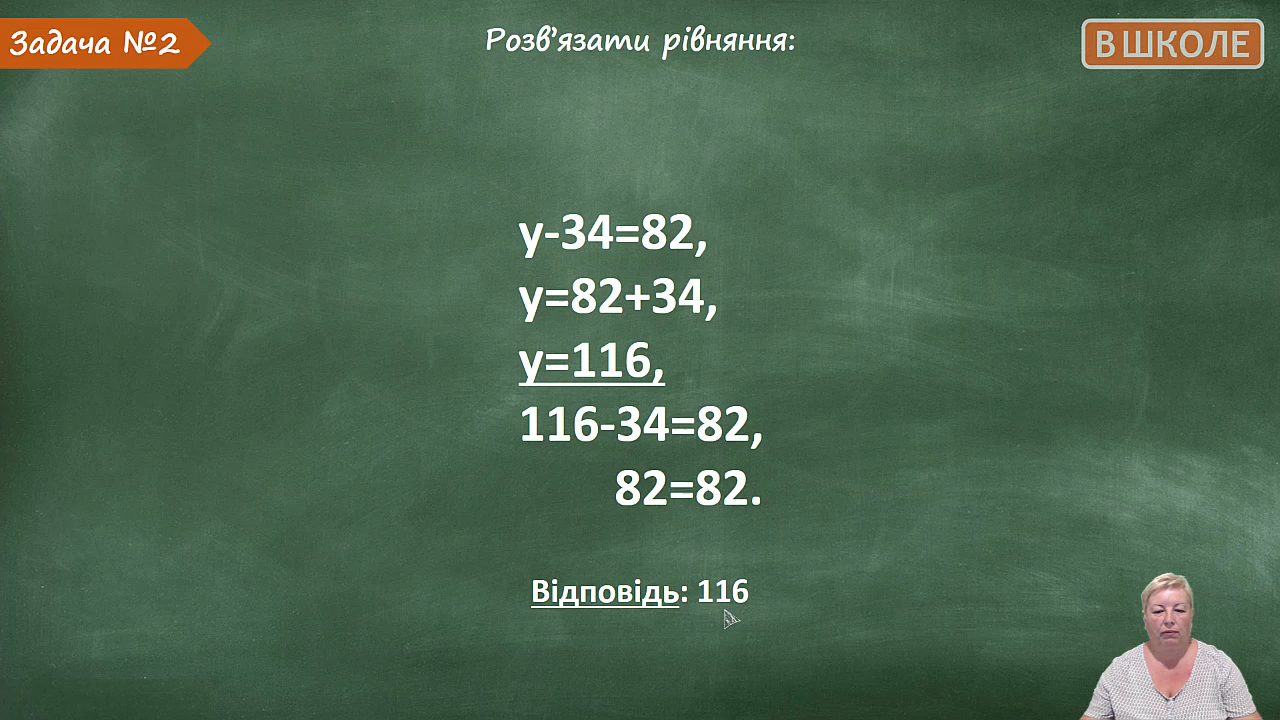 Задача №2
Розв'язати рівняння:
В ШКОЛЕ
у-34=82,
у=82+34,
у=116,
116-34=82,
82=82.
Відповідь: 116